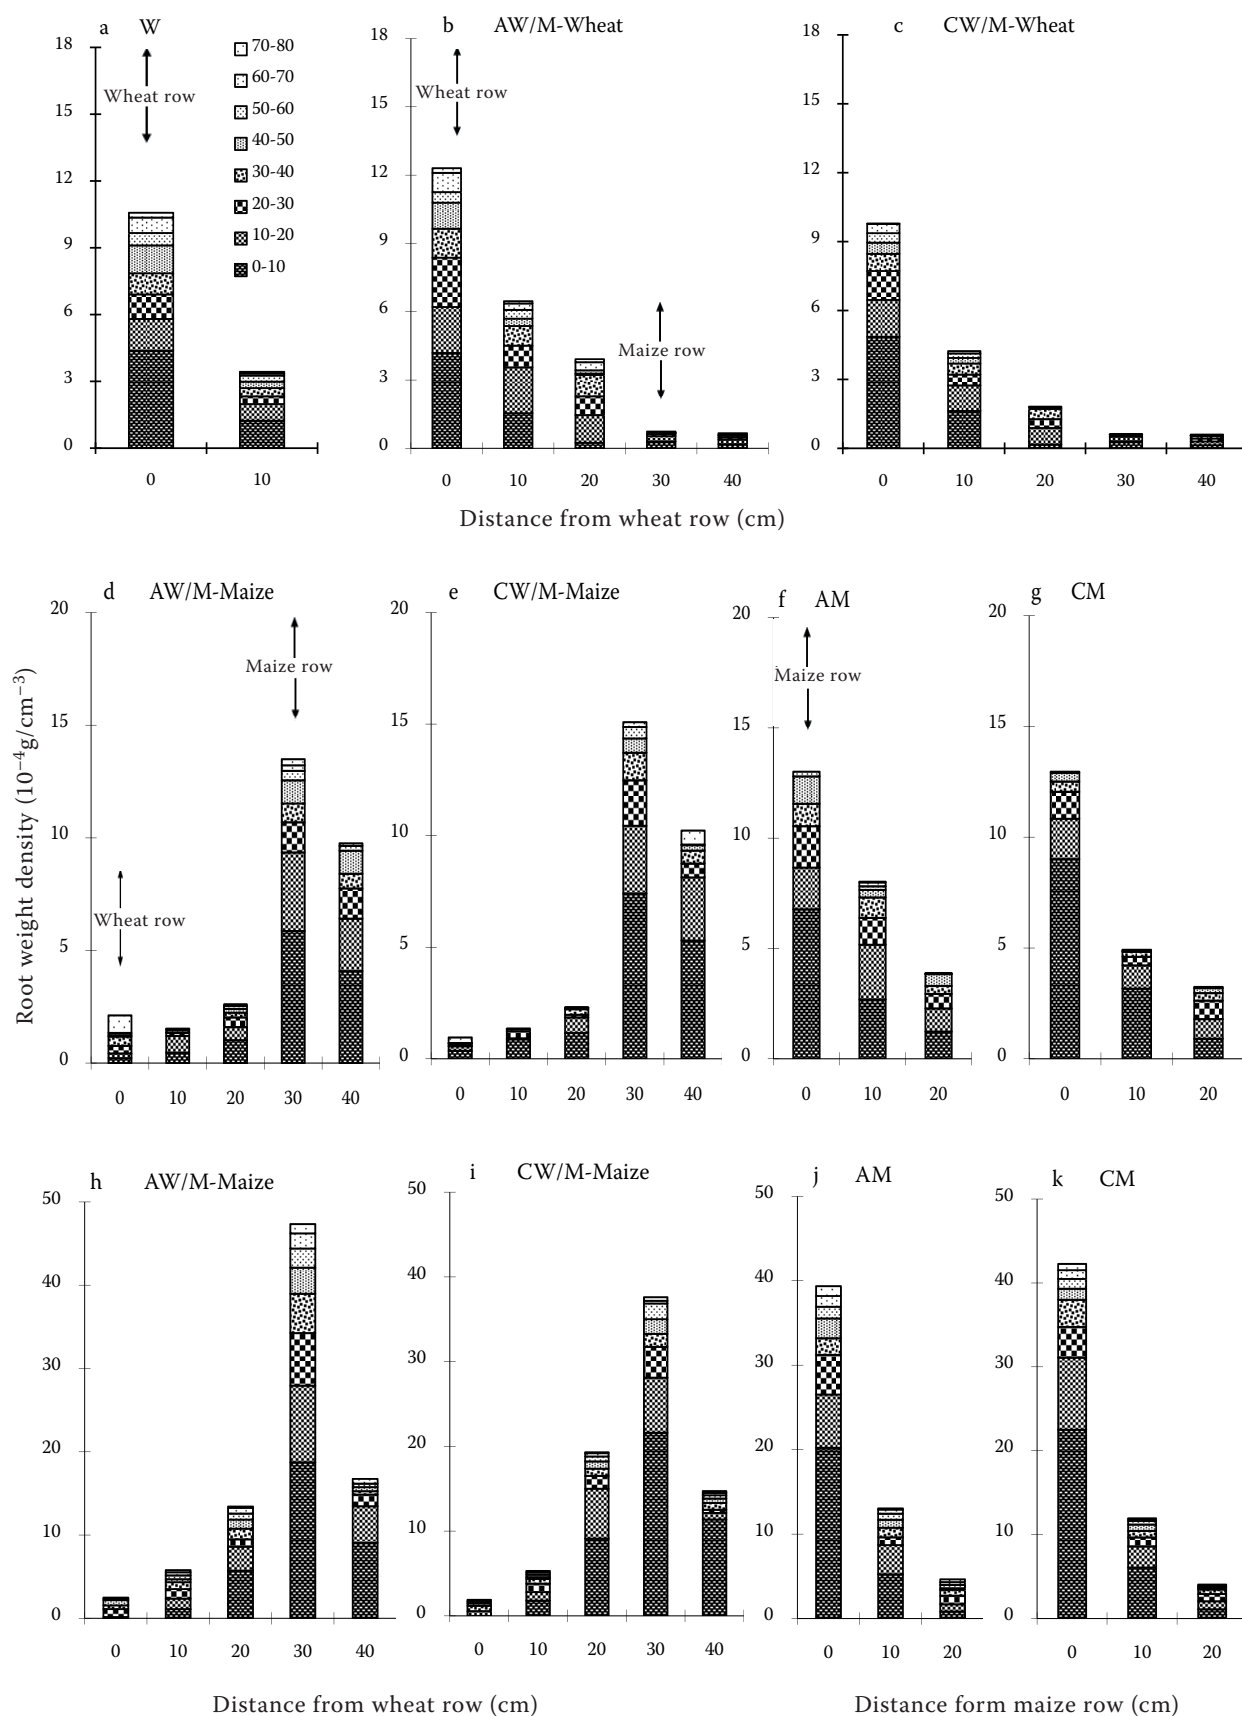 a W
18
15
12
9
6
3
0
Wheat row
70-80
60-70
50-60
40-50
30-40
20-30
10-20
0-10
0 10
b AW/M-Wheat
18
15
12
9
6
3
0
Wheat row
Maize row
0 10 20 30 40
c CW/M-Wheat
18
15
12
9
6
3
0
0 10 20 30 40
Distance from wheat row (cm)
Root weight density (10−4g/cm−3)
d AW/M-Maize
20
15
10
5
0
Maize row
Wheat row
0 10 20 30 40
e CW/M-Maize
20
15
10
5
0
0 10 20 30 40
f AM
20
15
10
5
0
Maize row
0 10 20
g CM
20
15
10
5
0
0 10 20
h AW/M-Maize
50
40
30
20
10
0
0 10 20 30 40
i CW/M-Maize
50
40
30
20
10
0
0 10 20 30 40
j AM
50
40
30
20
10
0
0 10 20
k CM
50
40
30
20
10
0
0 10 20
Distance from wheat row (cm)
Distance form maize row (cm)